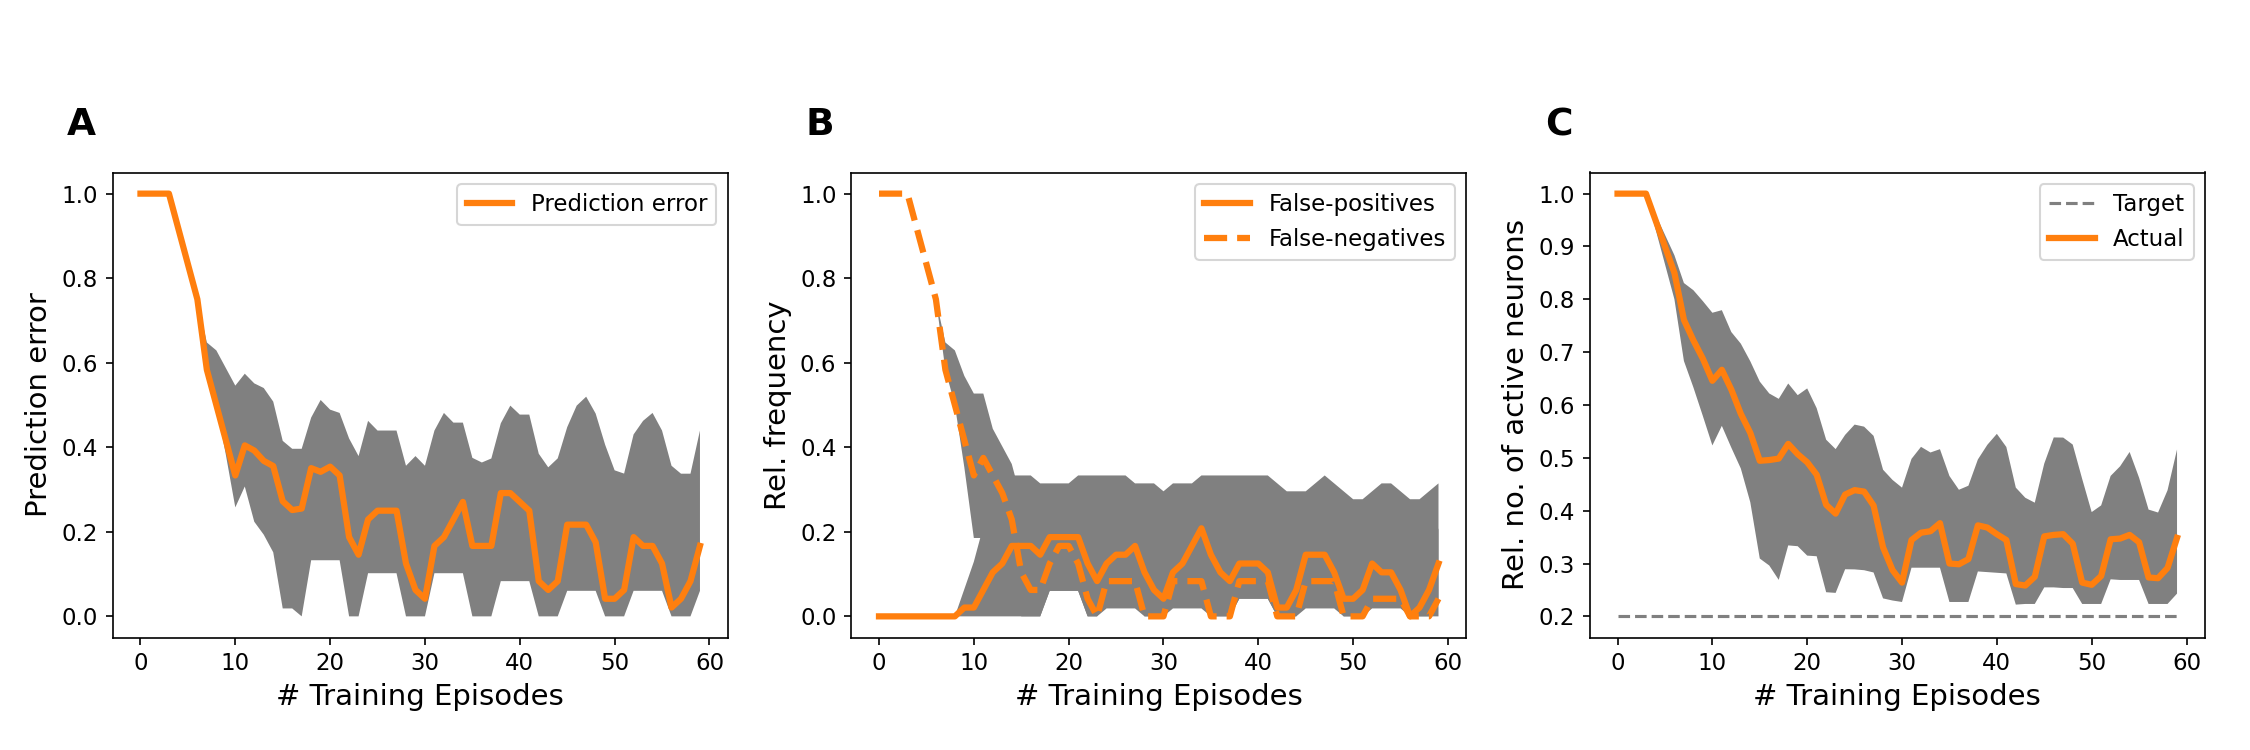 A
B
C
Prediction error
1.0
0.8
0.6
0.4
0.2
0.0
0 10 20 30 40 50 60
# Training Episodes
Prediction error
Rel. frequency
1.0
0.8
0.6
0.4
0.2
0.0
0 10 20 30 40 50 60
# Training Episodes
False-positives
False-negatives
Rel. no. of active neurons
1.0
0.9
0.8
0.7
0.6
0.5
0.4
0.3
0.2
0 10 20 30 40 50 60
# Training Episodes
Target
Actual